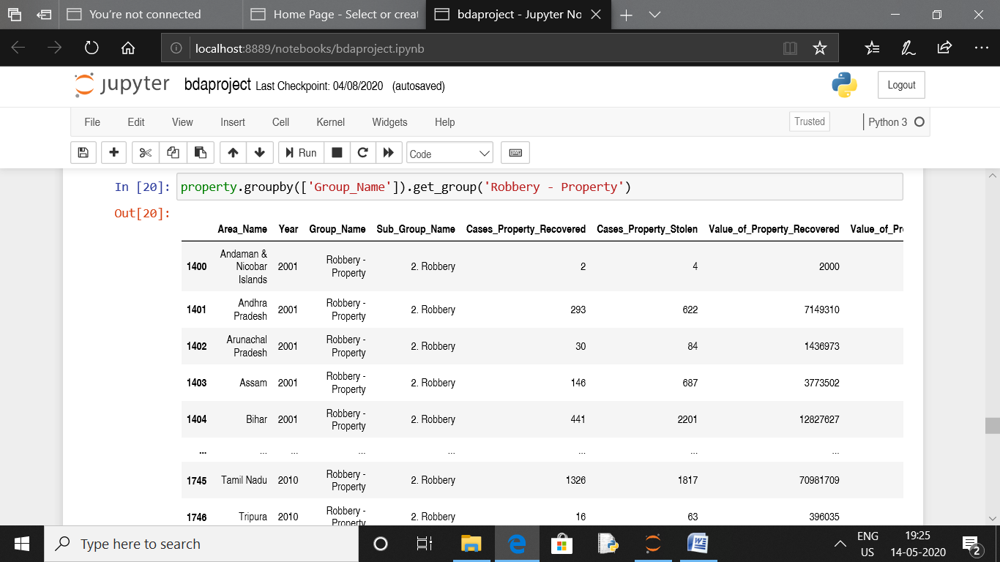 You're not connected
Home Page - Select or creat
bdaproject - Jupyter No
localhost:8889/notebooks/bdaproject.ipynb
jupyter bdaproject Last Checkpoint: 04/08/2020 (autosaved)
Logout
File Edit View Insert Cell Kernel Widgets Help
Trusted
Python 3
Run
Code
In [20]: property.groupby(['Group_Name']).get_group('Robbery - Property')
Out[20]:
Area_Name Year Group_Name Sub_Group_Name Cases_Property_Recovered Cases_Property_Stolen Value_of_Property_Recovered Value_of_Pr
1400 Andaman & Nicobar Islands 2001 Robbery - Property 2. Robbery 2 4 2000
1401 Andhra Pradesh 2001 Robbery - Property 2. Robbery 293 622 7149310
1402 Arunachal Pradesh 2001 Robbery - Property 2. Robbery 30 84 1436973
1403 Assam 2001 Robbery - Property 2. Robbery 146 687 3773502
1404 Bihar 2001 Robbery - Property 2. Robbery 441 2201 12827627
... ... ... ... ... ... ... ...
1745 Tamil Nadu 2010 Robbery - Property 2. Robbery 1326 1817 70981709
1746 Tripura 2010 Robbery - Property 2. Robbery 16 63 396035
Type here to search
ENG
US
19:25
14-05-2020
2